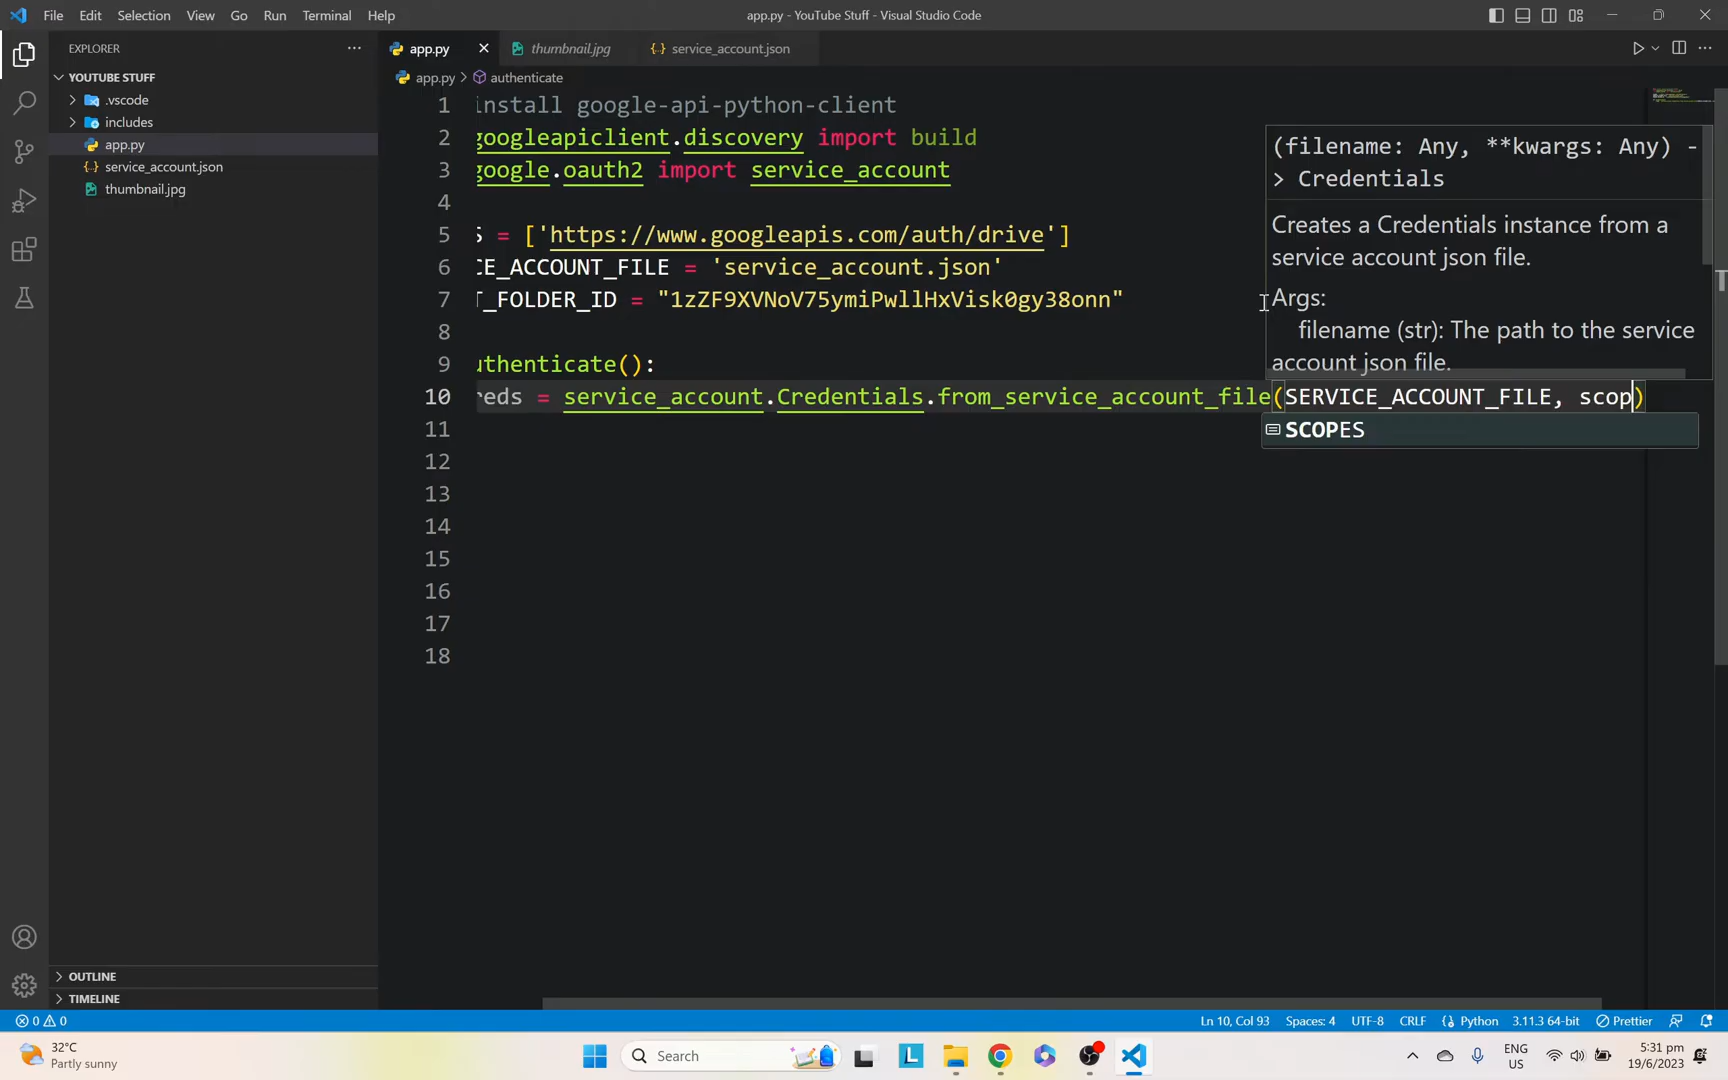 File Edit Selection View Go Run Terminal Help
app.py - YouTube Stuff - Visual Studio Code
EXPLORER
YOUTUBE STUFF
.vscode
includes
app.py
service_account.json
thumbnail.jpg
OUTLINE
TIMELINE
app.py thumbnail.jpg service_account.json
app.py > authenticate
1 install google-api-python-client
2 googleapiclient.discovery import build
3 google.oauth2 import service_account
4
5 S = ['https://www.googleapis.com/auth/drive']
6 CE_ACCOUNT_FILE = 'service_account.json'
7 T_FOLDER_ID = "1zZF9XVNoV75ymiPwllHxVisk0gy38onn"
8
9 uthenticate():
10 reds = service_account.Credentials.from_service_account_file(SERVICE_ACCOUNT_FILE, scop)
11
12
13
14
15
16
17
18
(filename: Any, **kwargs: Any) -
> Credentials
Creates a Credentials instance from a
service account json file.
Args:
filename (str): The path to the service
account json file.
SCOPES
0 0
Ln 10, Col 93 Spaces: 4 UTF-8 CRLF Python 3.11.3 64-bit Prettier
32°C
Partly sunny
Search
ENG
US
5:31 pm
19/6/2023